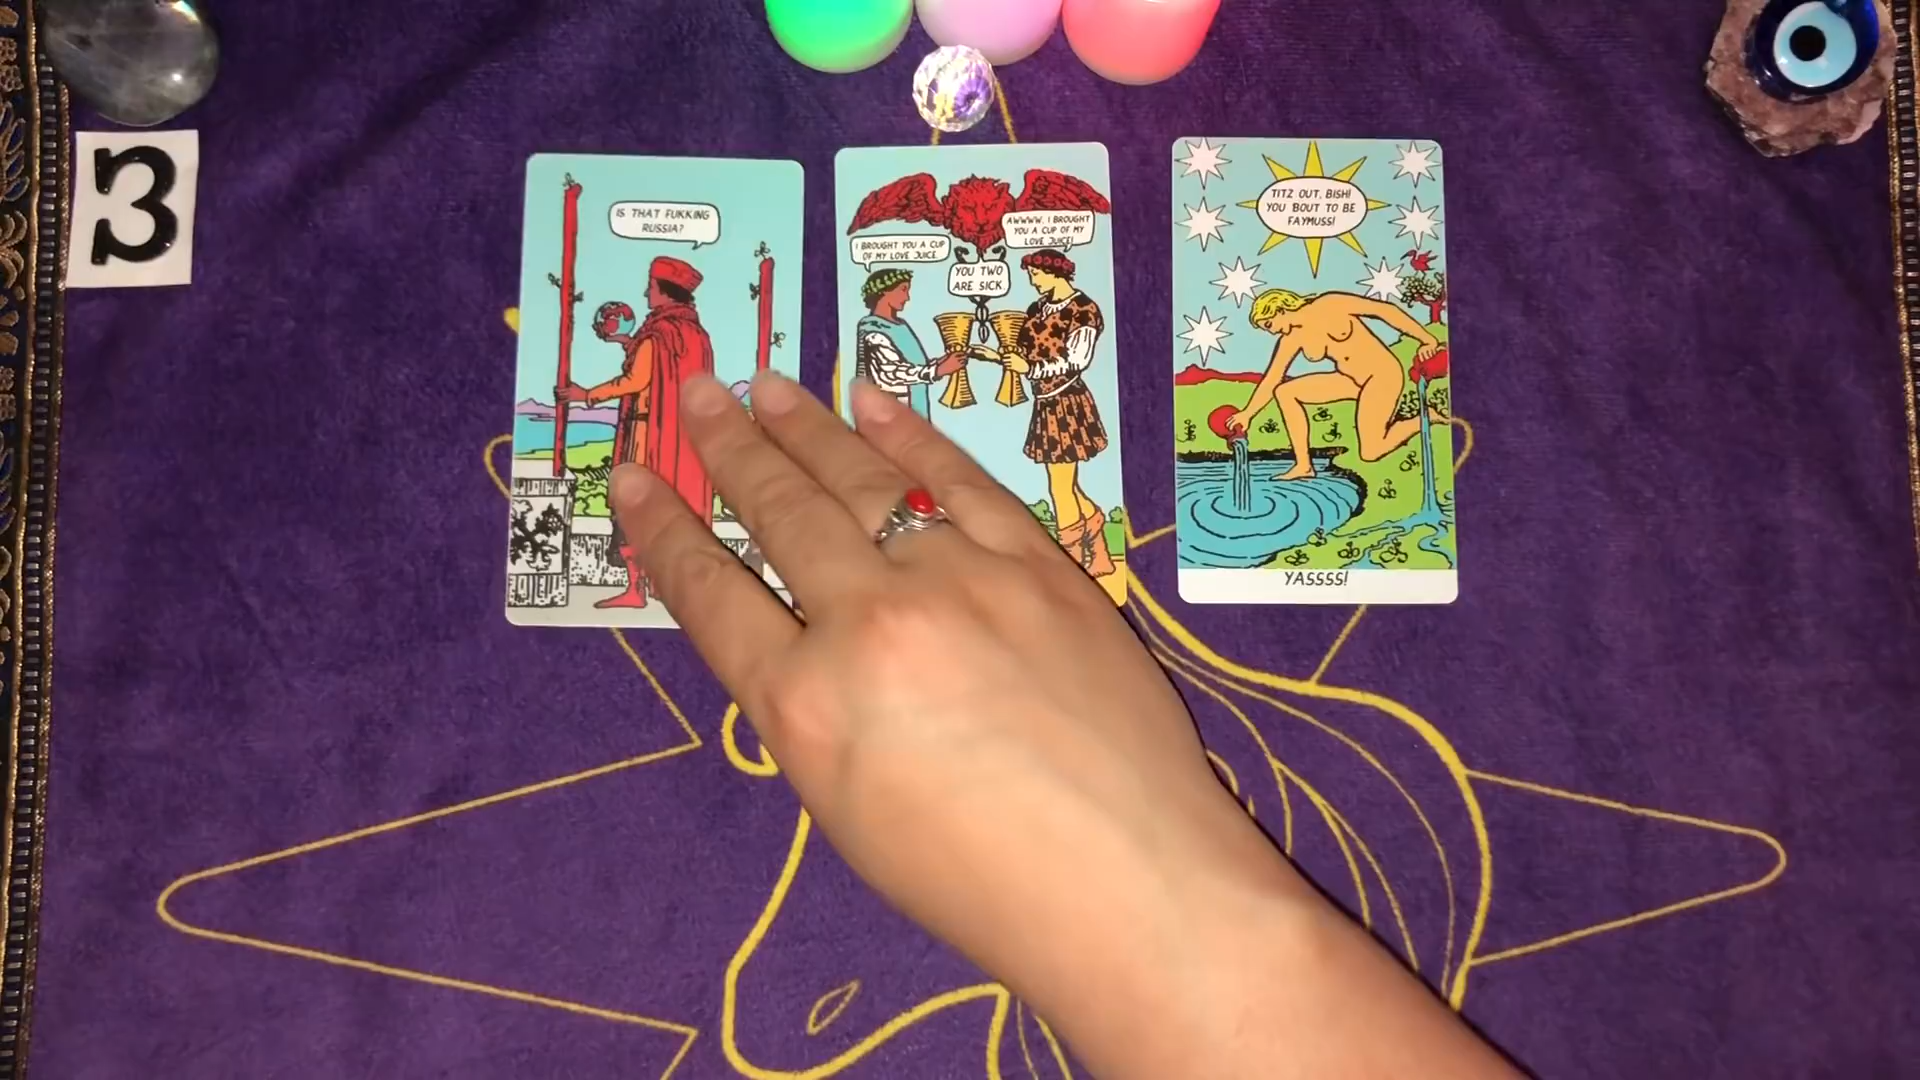 3
IS THAT FUKKING
RUSSIA?
I BROUGHT YOU A CUP
OF MY LOVE JUICE.
AWWWW, I BROUGHT
YOU A CUP OF MY
LOVE JUICE!
YOU TWO
ARE SICK.
TITZ OUT, BISH!
YOU BOUT TO BE
FAYMUSS!
YASSSS!